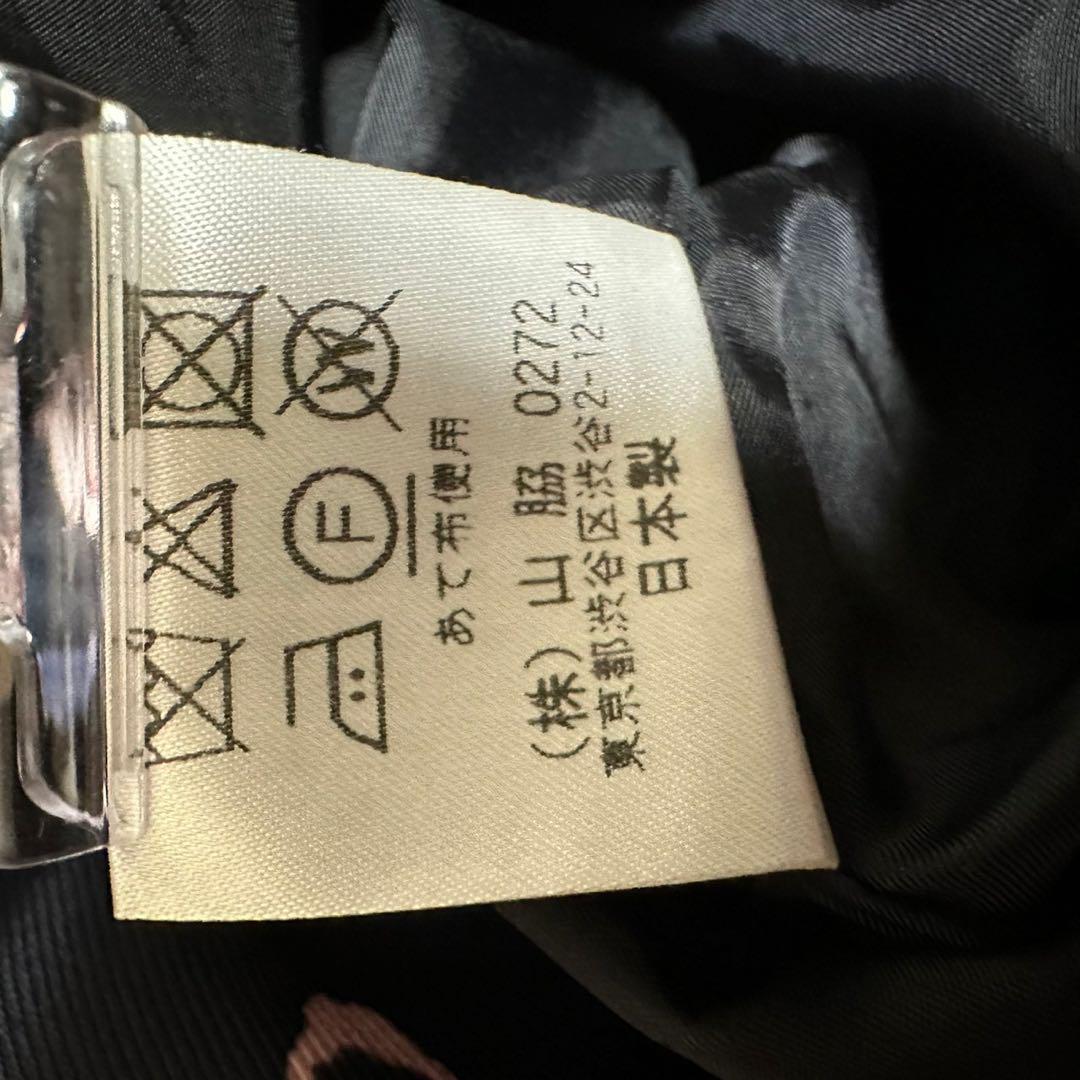 あて布使用
(株) 山 脇 0272
東京都渋谷区渋谷2-12-24
日本製